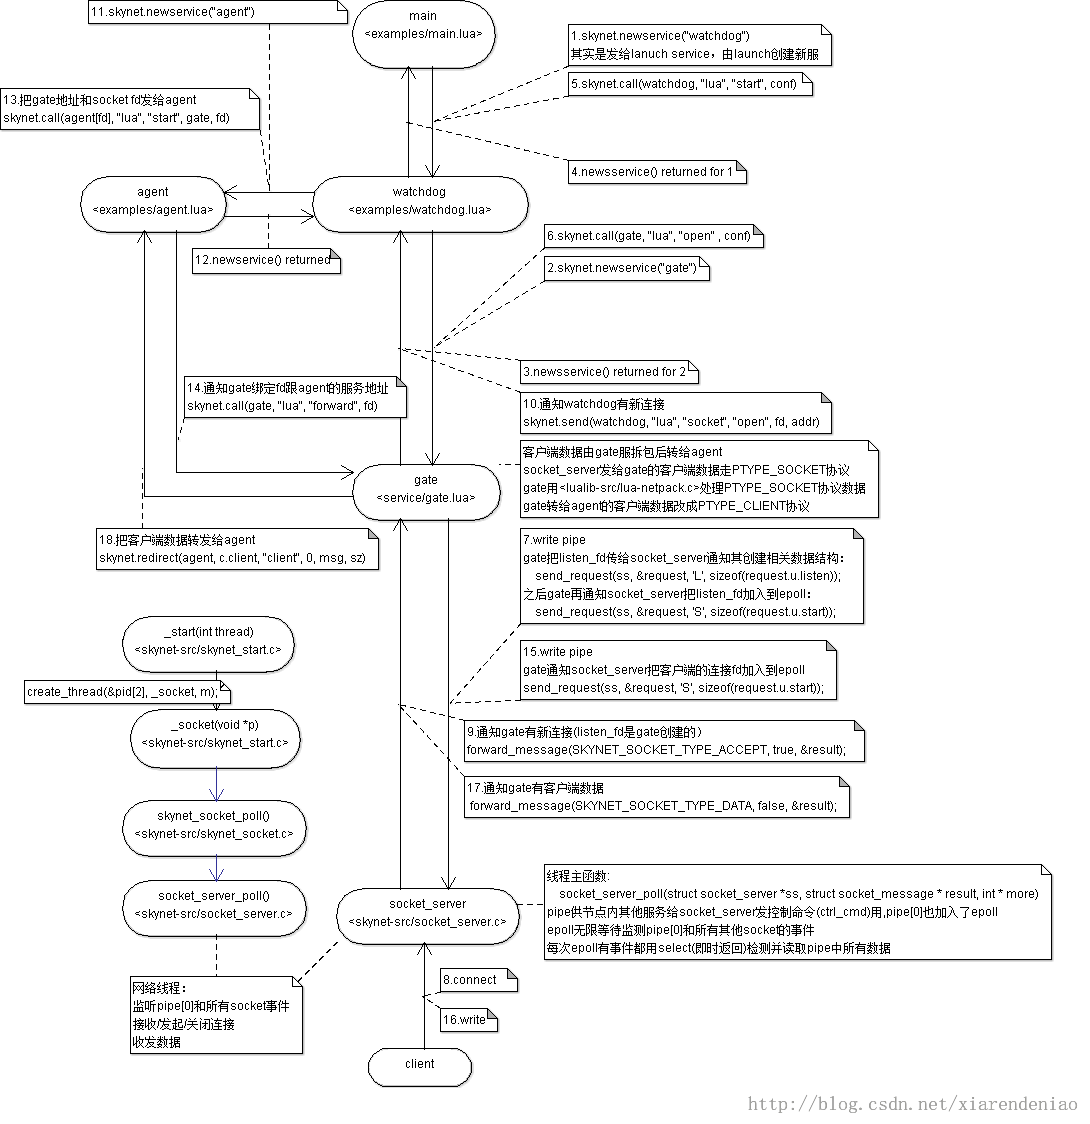 11.skynet.newservice("agent")
main
<examples/main.lua>
1.skynet.newservice("watchdog")
其实是发给lanuch service，由launch创建新服
5.skynet.call(watchdog, "lua", "start", conf)
13.把gate地址和socket fd发给agent
skynet.call(agent[fd], "lua", "start", gate, fd)
4.newsservice() returned for 1
agent
<examples/agent.lua>
watchdog
<examples/watchdog.lua>
6.skynet.call(gate, "lua", "open" , conf)
12.newservice() returned
2.skynet.newservice("gate")
3.newsservice() returned for 2
14.通知gate绑定fd跟agent的服务地址
skynet.call(gate, "lua", "forward", fd)
10.通知watchdog有新连接
skynet.send(watchdog, "lua", "socket", "open", fd, addr)
客户端数据由gate服拆包后转给agent
socket_server发给gate的客户端数据走PTYPE_SOCKET协议
gate用<lualib-src/lua-netpack.c>处理PTYPE_SOCKET协议数据
gate转给agent的客户端数据改成PTYPE_CLIENT协议
gate
<service/gate.lua>
18.把客户端数据转发给agent
skynet.redirect(agent, c.client, "client", 0, msg, sz)
7.write pipe
gate把listen_fd传给socket_server通知其创建相关数据结构：
send_request(ss, &request, 'L', sizeof(request.u.listen));
之后gate再通知socket_server把listen_fd加入到epoll：
send_request(ss, &request, 'S', sizeof(request.u.start));
_start(int thread)
<skynet-src/skynet_start.c>
15.write pipe
gate通知socket_server把客户端的连接fd加入到epoll
send_request(ss, &request, 'S', sizeof(request.u.start));
create_thread(&pid[2], _socket, m);
_socket(void *p)
<skynet-src/skynet_start.c>
9.通知gate有新连接(listen_fd是gate创建的）
forward_message(SKYNET_SOCKET_TYPE_ACCEPT, true, &result);
17.通知gate有客户端数据
forward_message(SKYNET_SOCKET_TYPE_DATA, false, &result);
skynet_socket_poll()
<skynet-src/skynet_socket.c>
socket_server_poll()
<skynet-src/socket_server.c>
socket_server
<skynet-src/socket_server.c>
线程主函数:
socket_server_poll(struct socket_server *ss, struct socket_message * result, int * more)
pipe供节点内其他服务给socket_server发控制命令(ctrl_cmd)用,pipe[0]也加入了epoll
epoll无限等待监测pipe[0]和所有其他socket的事件
每次epoll有事件都用select(即时返回)检测并读取pipe中所有数据
网络线程：
监听pipe[0]和所有socket事件
接收/发起/关闭连接
收发数据
8.connect
16.write
client
http://blog.csdn.net/xiarendeniao